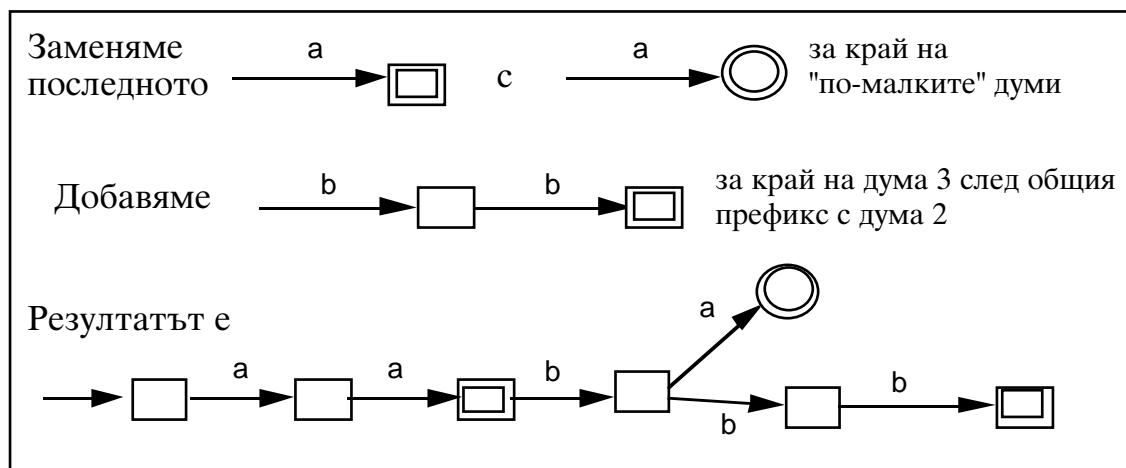 Заменяме
последното
a
с
a
за край на
"по-малките" думи
Добавяме
b
b
за край на дума 3 след общия
префикс с дума 2
Резултатът е
a
a
a
b
b
b